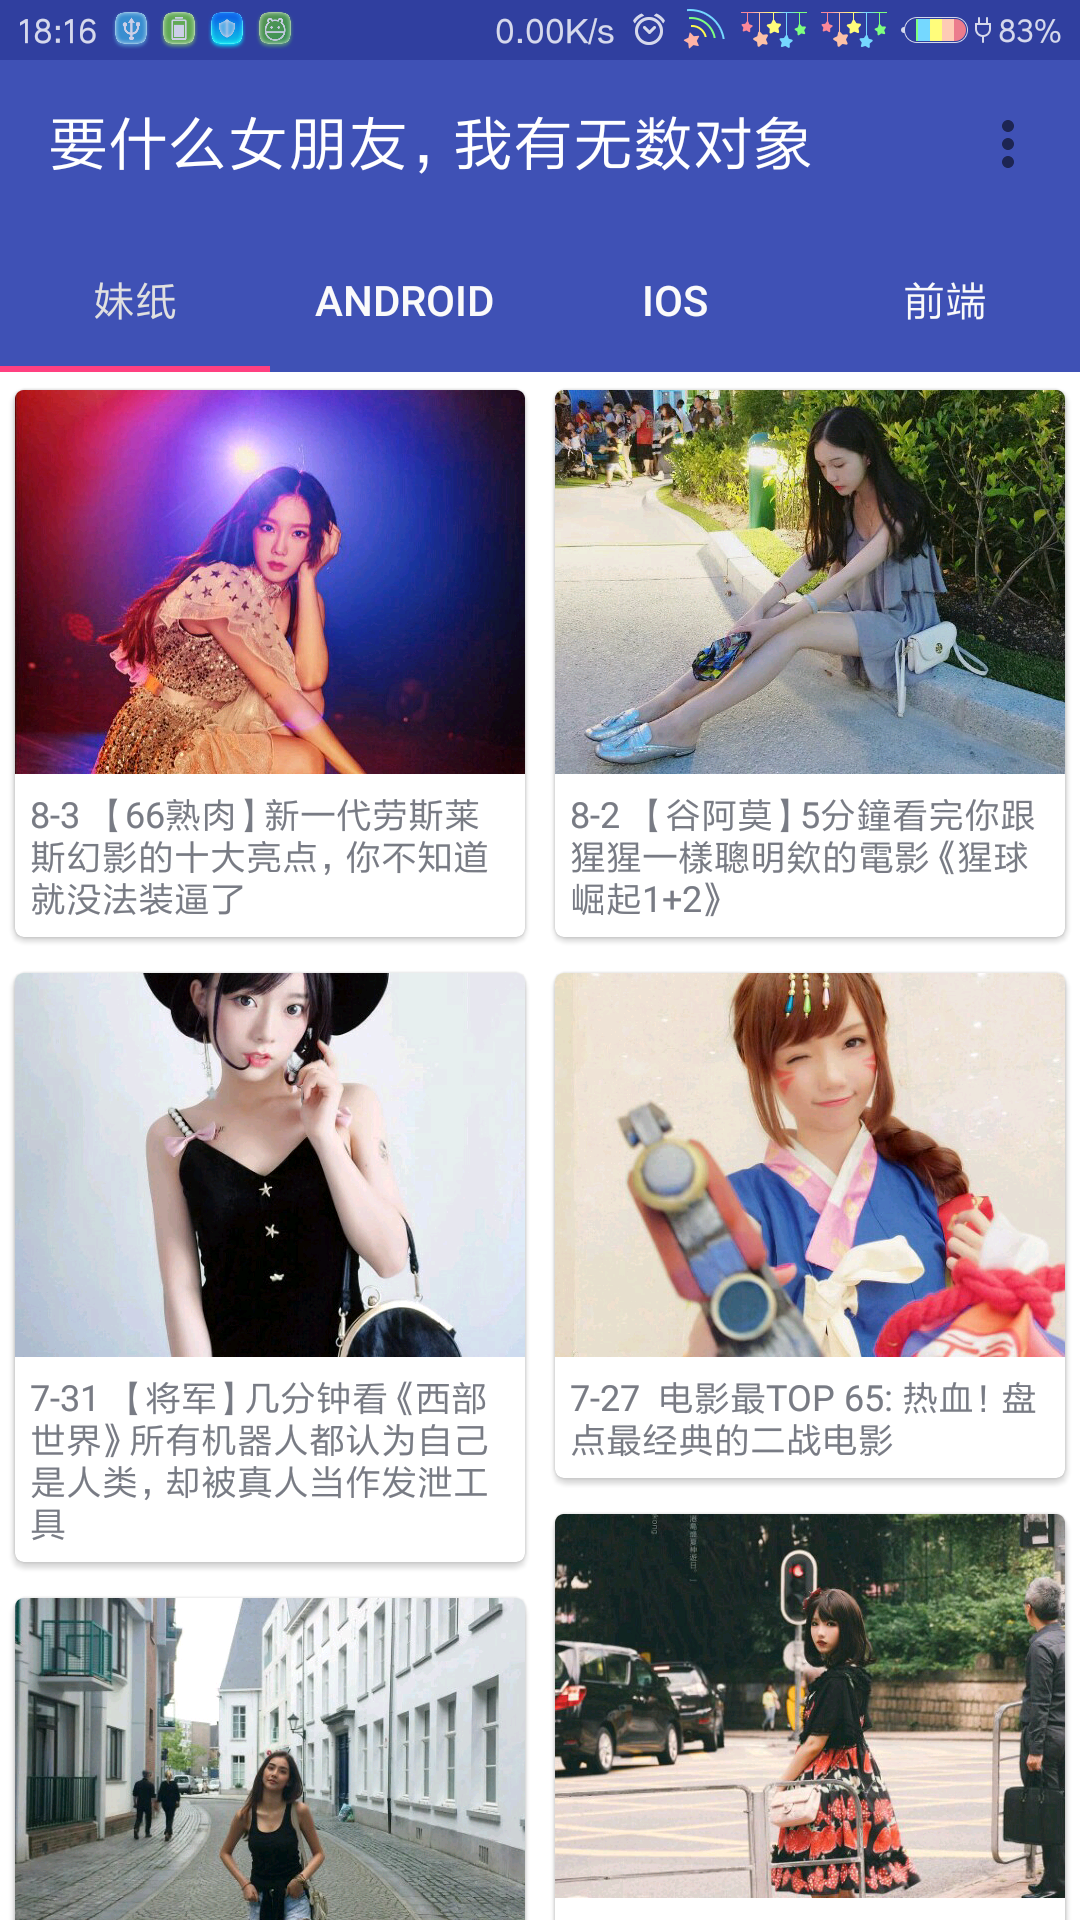 18:16 0.00K/s 83%
要什么女朋友，我有无数对象
妹纸 ANDROID IOS 前端
8-3 【66熟肉】新一代劳斯莱
斯幻影的十大亮点，你不知道
就没法装逼了
8-2 【谷阿莫】5分鐘看完你跟
猩猩一樣聰明欸的電影《猩球
崛起1+2》
7-31 【将军】几分钟看《西部
世界》所有机器人都认为自己
是人类，却被真人当作发泄工
具
7-27 电影最TOP 65: 热血！盘
点最经典的二战电影